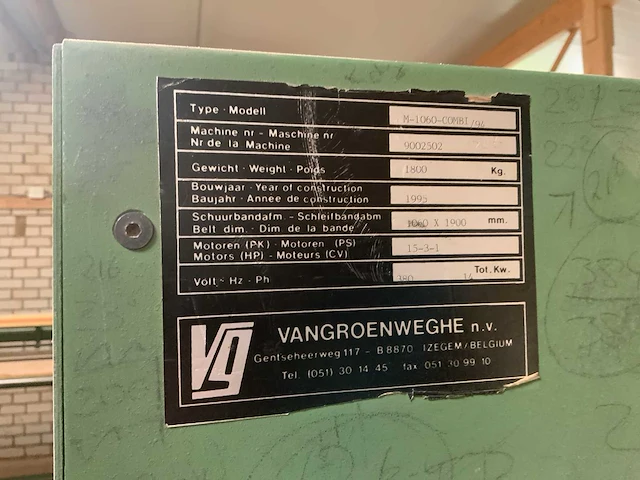 Type - Modell M-1060-COMBI/94
Machine nr - Maschine nr
Nr de la Machine 9002502
Gewicht - Weight - Poids 1800 Kg.
Bouwjaar - Year of construction
Baujahr - Année de construction 1995
Schuurbandafm. - Schleifbandabm
Belt dim. - Dim de la bande X 1900 mm.
Motoren (PK) - Motoren (PS)
Motors (HP) - Moteurs (CV) 15-3-1
Volt - Hz - Ph 380 14 Tot. Kw.
Vg
VANGROENWEGHE n.v.
Gentseheerweg 117 - B 8870 IZEGEM/BELGIUM
Tel. (051) 30 14 45 fax 051 30 99 10